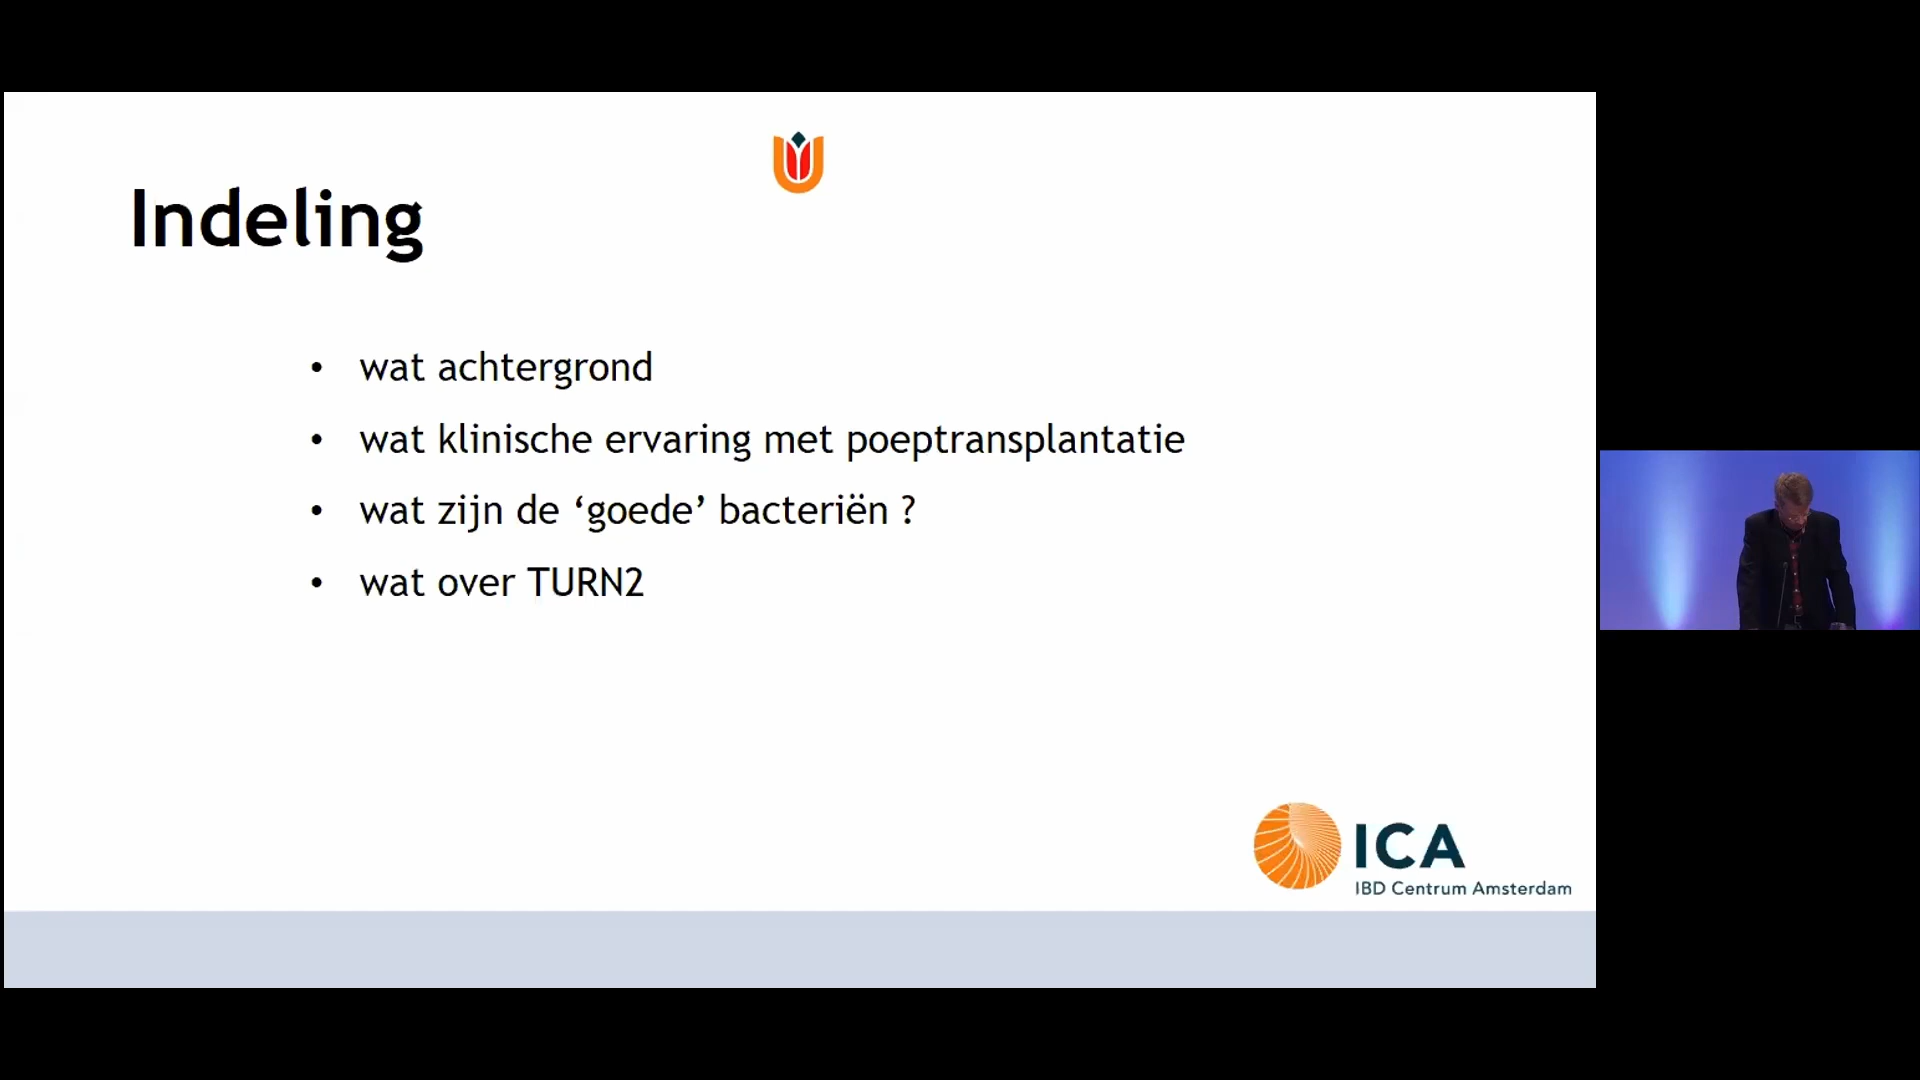 Indeling
• wat achtergrond
• wat klinische ervaring met poeptransplantatie
• wat zijn de ‘goede’ bacteriën ?
• wat over TURN2
ICA
IBD Centrum Amsterdam